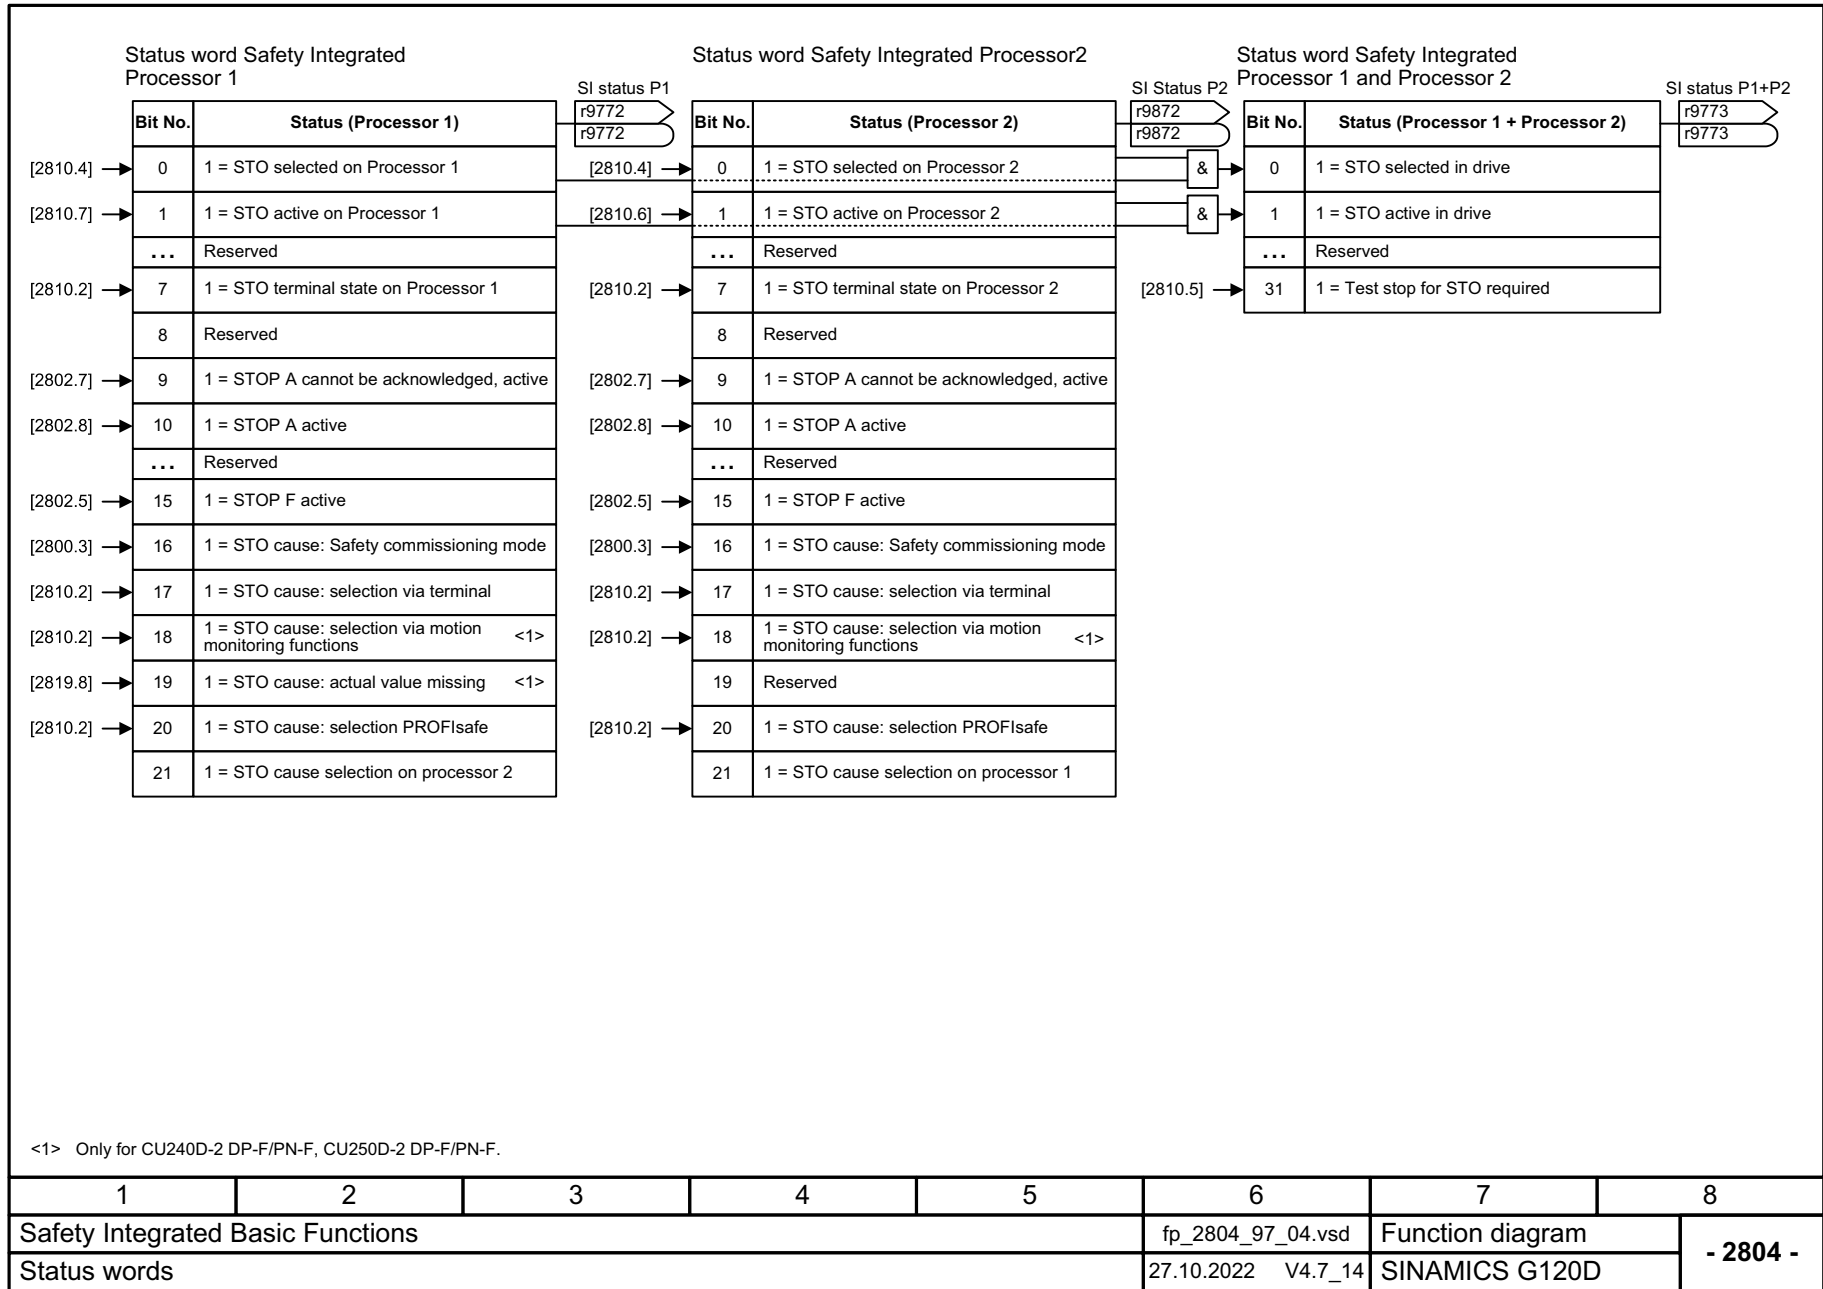 Status word Safety Integrated
Processor 1
SI status P1
r9772
r9772
Bit No. Status (Processor 1)
[2810.4] 0 1 = STO selected on Processor 1
[2810.7] 1 1 = STO active on Processor 1
... Reserved
[2810.2] 7 1 = STO terminal state on Processor 1
8 Reserved
[2802.7] 9 1 = STOP A cannot be acknowledged, active
[2802.8] 10 1 = STOP A active
... Reserved
[2802.5] 15 1 = STOP F active
[2800.3] 16 1 = STO cause: Safety commissioning mode
[2810.2] 17 1 = STO cause: selection via terminal
[2810.2] 18 1 = STO cause: selection via motion <1>
monitoring functions
[2819.8] 19 1 = STO cause: actual value missing <1>
[2810.2] 20 1 = STO cause: selection PROFIsafe
21 1 = STO cause selection on processor 2
Status word Safety Integrated Processor2
SI Status P2
r9872
r9872
Bit No. Status (Processor 2)
[2810.4] 0 1 = STO selected on Processor 2 &
[2810.6] 1 1 = STO active on Processor 2 &
... Reserved
[2810.2] 7 1 = STO terminal state on Processor 2
8 Reserved
[2802.7] 9 1 = STOP A cannot be acknowledged, active
[2802.8] 10 1 = STOP A active
... Reserved
[2802.5] 15 1 = STOP F active
[2800.3] 16 1 = STO cause: Safety commissioning mode
[2810.2] 17 1 = STO cause: selection via terminal
[2810.2] 18 1 = STO cause: selection via motion <1>
monitoring functions
19 Reserved
[2810.2] 20 1 = STO cause: selection PROFIsafe
21 1 = STO cause selection on processor 1
Status word Safety Integrated
Processor 1 and Processor 2
SI status P1+P2
r9773
r9773
Bit No. Status (Processor 1 + Processor 2)
0 1 = STO selected in drive
1 1 = STO active in drive
... Reserved
[2810.5] 31 1 = Test stop for STO required
<1> Only for CU240D-2 DP-F/PN-F, CU250D-2 DP-F/PN-F.
1 2 3 4 5 6 7 8
Safety Integrated Basic Functions fp_2804_97_04.vsd Function diagram - 2804 -
Status words 27.10.2022 V4.7_14 SINAMICS G120D